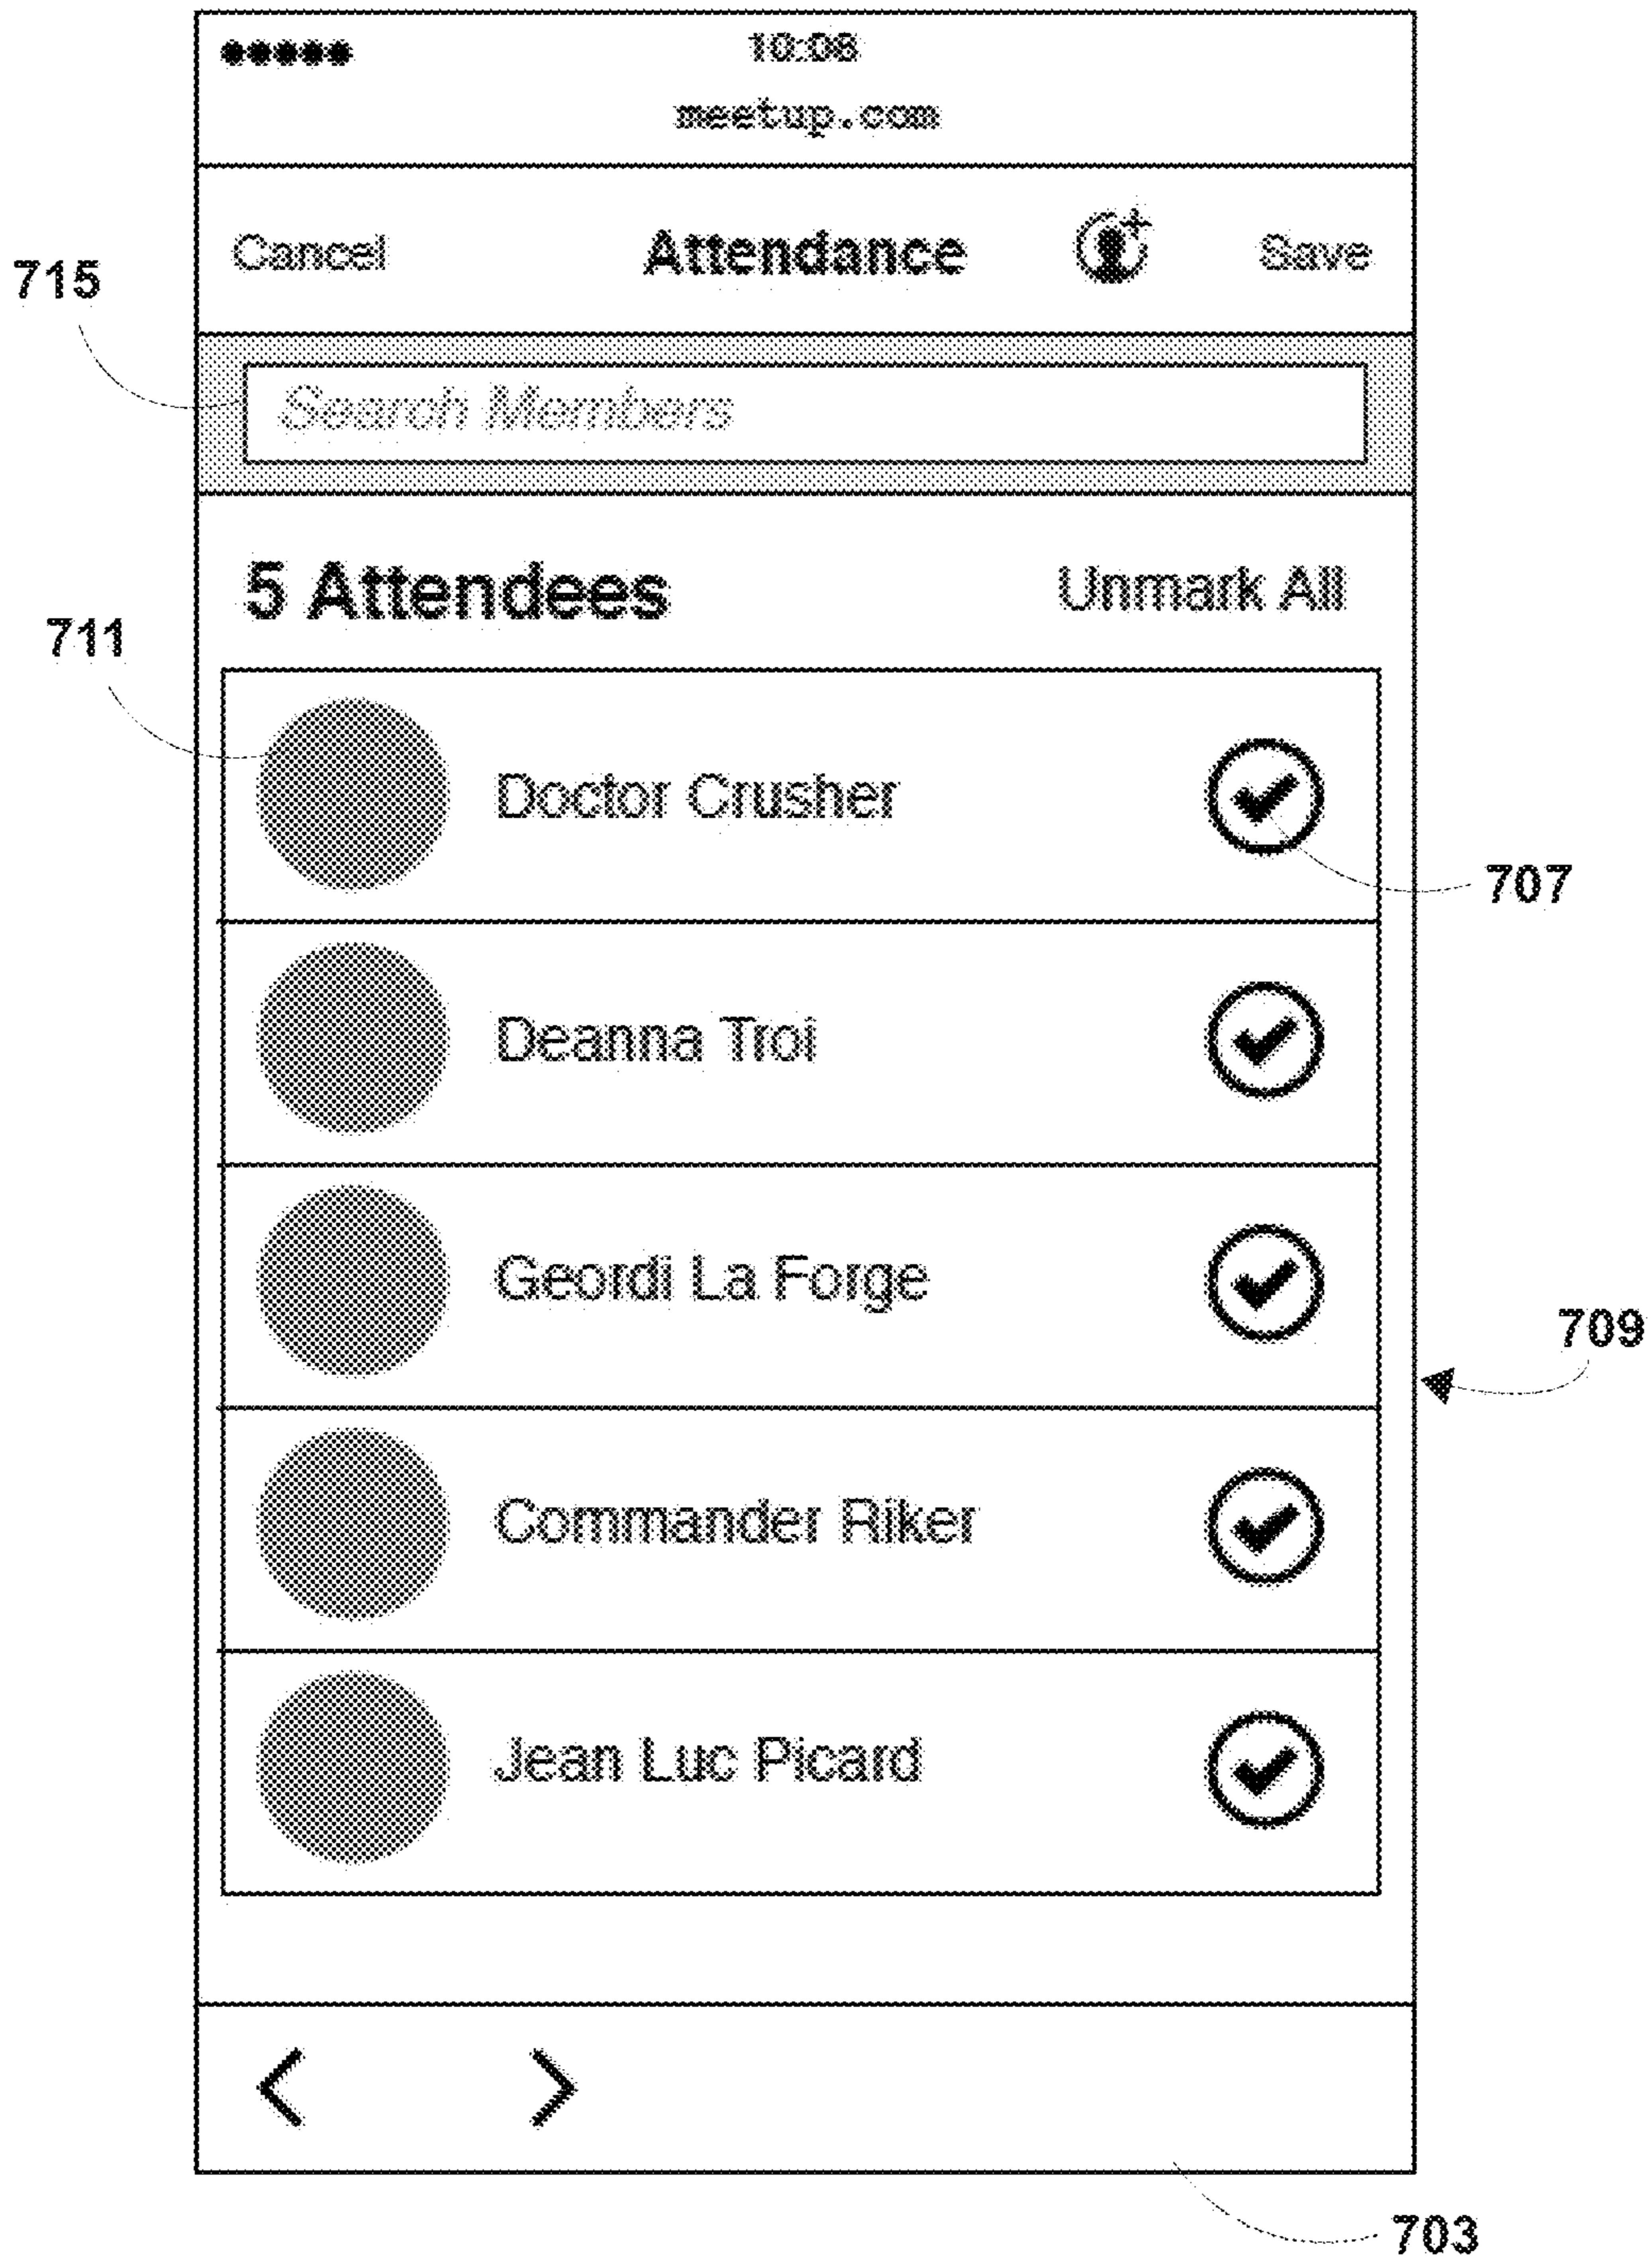 10:08
meetup.com
Cancel Attendance Save
715
Search Members
5 Attendees Unmark All
711
Doctor Crusher
707
Deanna Troi
Geordi La Forge
709
Commander Riker
Jean Luc Picard
703